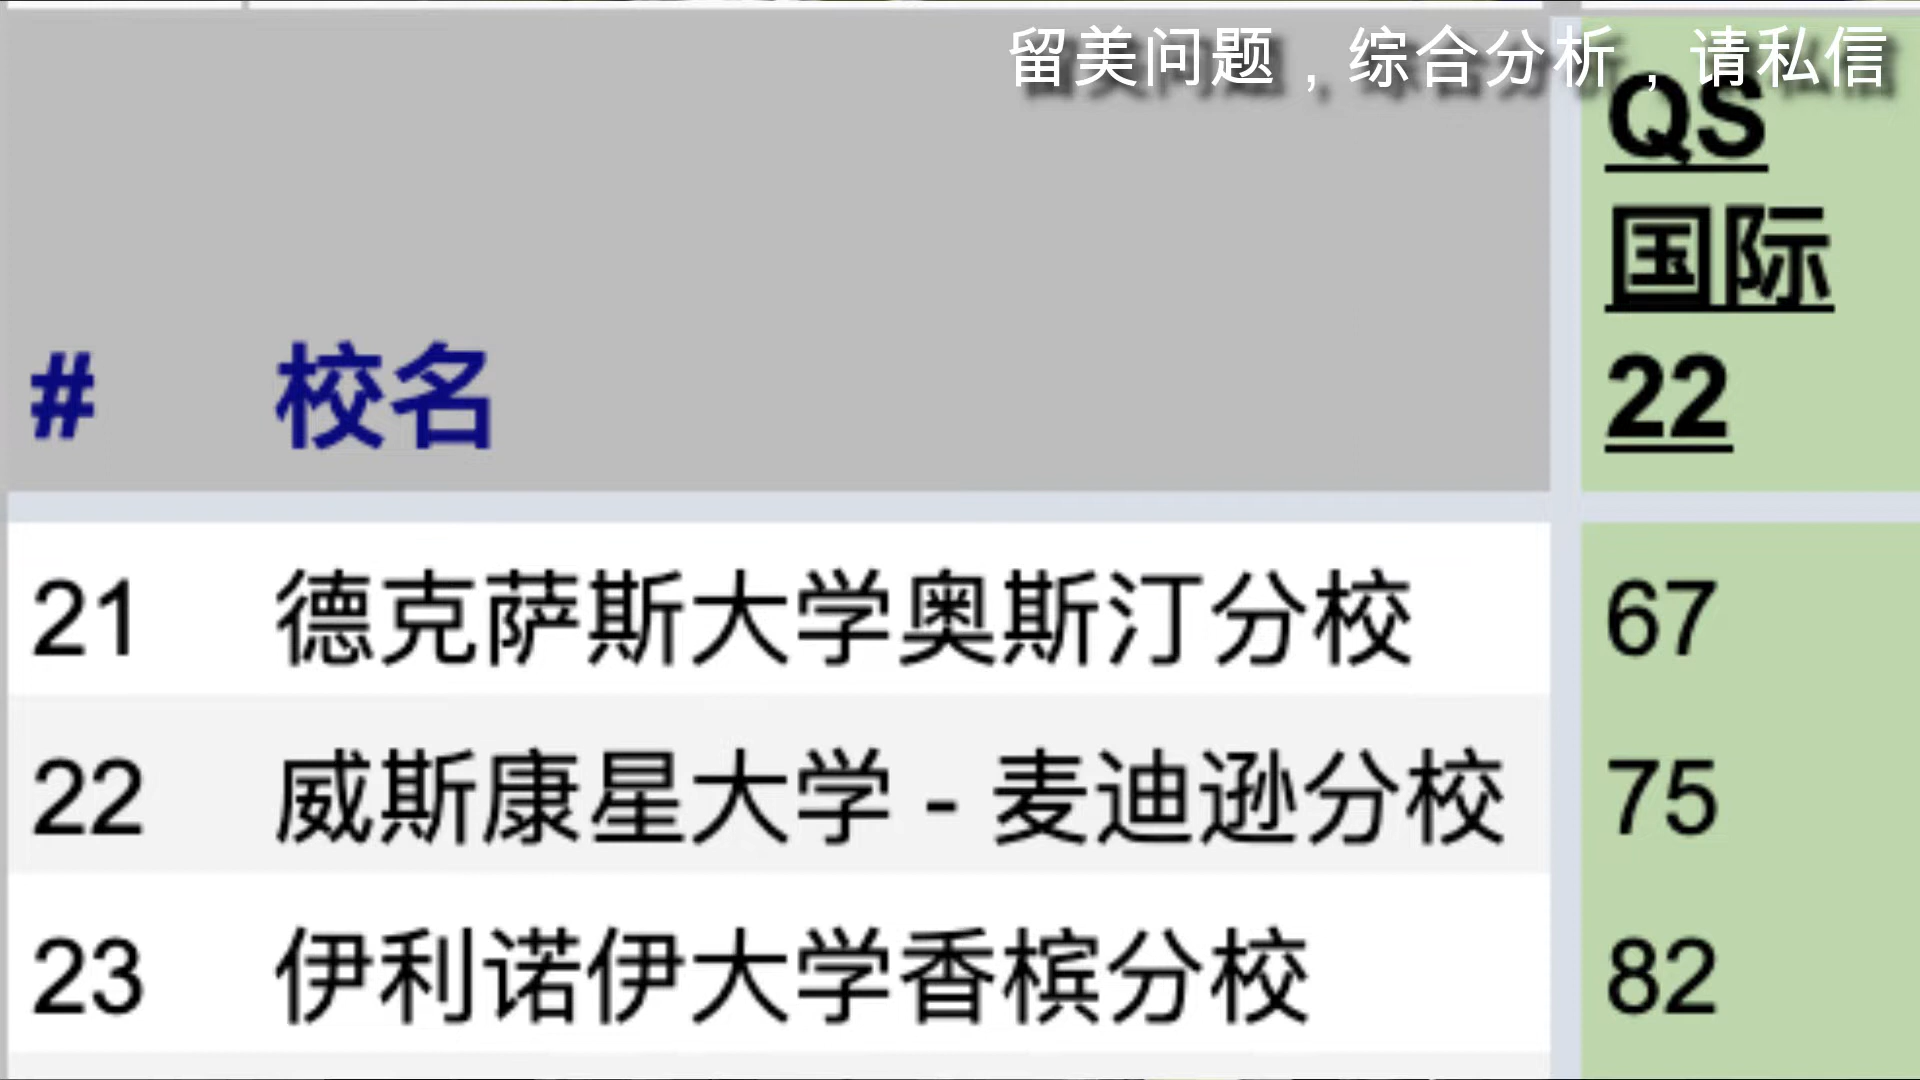 留美问题，综合分析，请私信
# 校名 QS
国际
22
21 德克萨斯大学奥斯汀分校 67
22 威斯康星大学 - 麦迪逊分校 75
23 伊利诺伊大学香槟分校 82